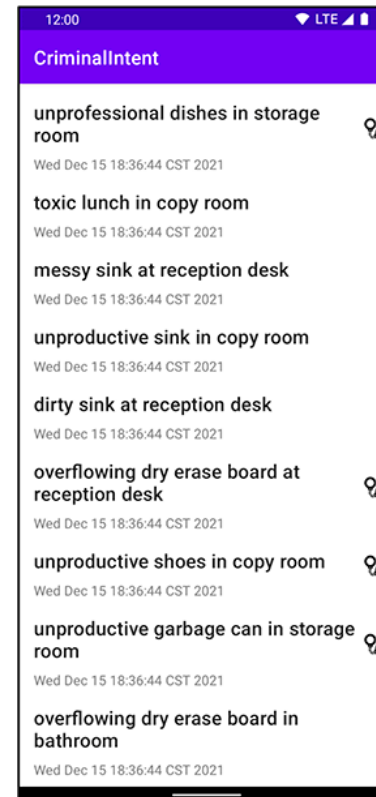 12:00 LTE
CriminalIntent
unprofessional dishes in storage
room
Wed Dec 15 18:36:44 CST 2021
toxic lunch in copy room
Wed Dec 15 18:36:44 CST 2021
messy sink at reception desk
Wed Dec 15 18:36:44 CST 2021
unproductive sink in copy room
Wed Dec 15 18:36:44 CST 2021
dirty sink at reception desk
Wed Dec 15 18:36:44 CST 2021
overflowing dry erase board at
reception desk
Wed Dec 15 18:36:44 CST 2021
unproductive shoes in copy room
Wed Dec 15 18:36:44 CST 2021
unproductive garbage can in storage
room
Wed Dec 15 18:36:44 CST 2021
overflowing dry erase board in
bathroom
Wed Dec 15 18:36:44 CST 2021